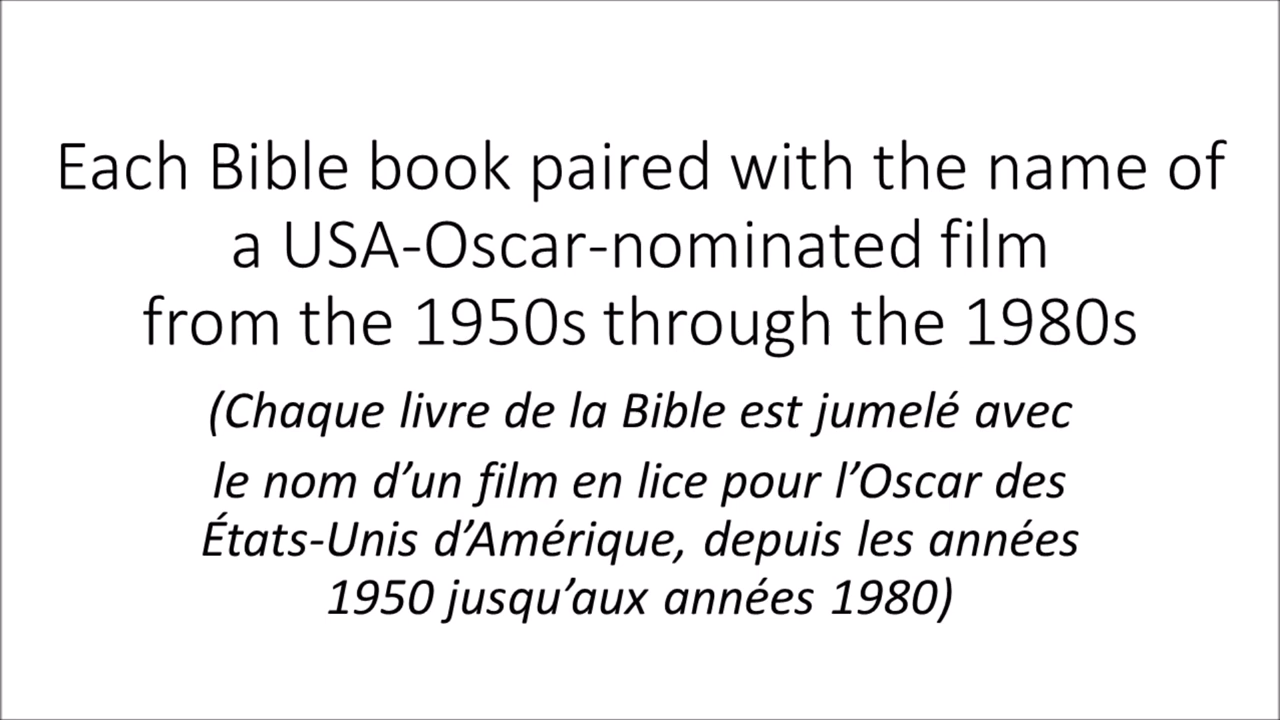 Each Bible book paired with the name of
a USA-Oscar-nominated film
from the 1950s through the 1980s
(Chaque livre de la Bible est jumelé avec
le nom d’un film en lice pour l’Oscar des
États-Unis d’Amérique, depuis les années
1950 jusqu’aux années 1980)